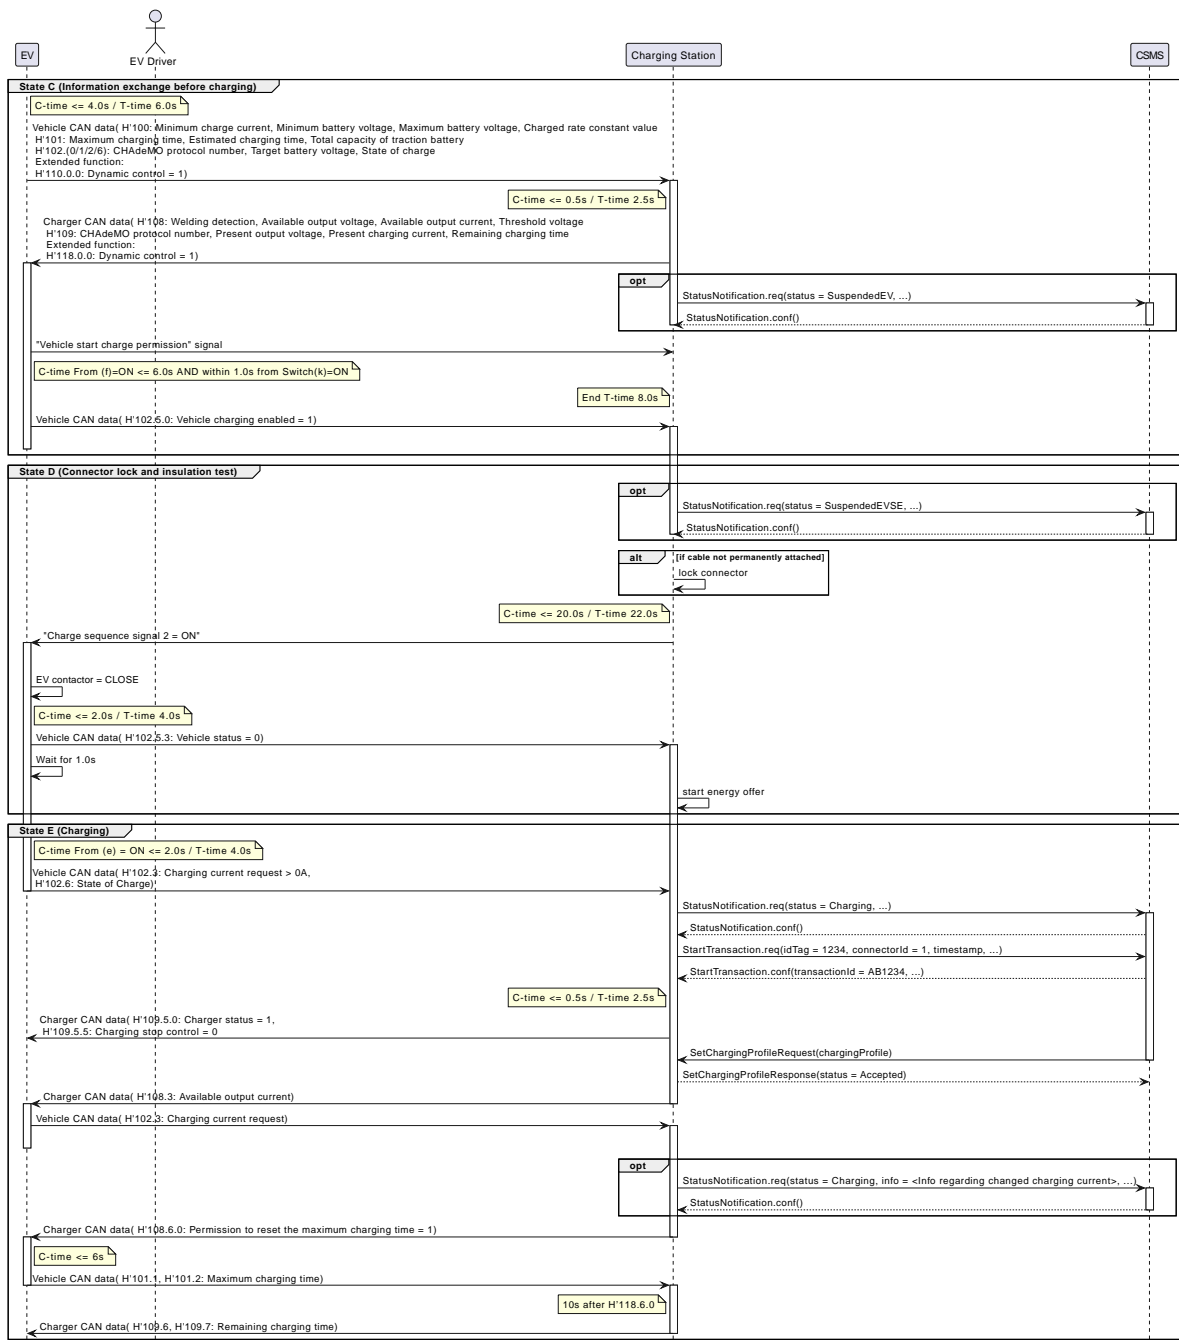 EV
EV Driver
Charging Station
CSMS
State C (Information exchange before charging)
C-time <= 4.0s / T-time 6.0s
Vehicle CAN data( H'100: Minimum charge current, Minimum battery voltage, Maximum battery voltage, Charged rate constant value
H'101: Maximum charging time, Estimated charging time, Total capacity of traction battery
H'102.(0/1/2/6): CHAdeMO protocol number, Target battery voltage, State of charge
Extended function:
H'110.0.0: Dynamic control = 1)
C-time <= 0.5s / T-time 2.5s
Charger CAN data( H'108: Welding detection, Available output voltage, Available output current, Threshold voltage
H'109: CHAdeMO protocol number, Present output voltage, Present charging current, Remaining charging time
Extended function:
H'118.0.0: Dynamic control = 1)
opt
StatusNotification.req(status = SuspendedEV, ...)
StatusNotification.conf()
"Vehicle start charge permission" signal
C-time From (f)=ON <= 6.0s AND within 1.0s from Switch(k)=ON
End T-time 8.0s
Vehicle CAN data( H'102.5.0: Vehicle charging enabled = 1)
State D (Connector lock and insulation test)
opt
StatusNotification.req(status = SuspendedEVSE, ...)
StatusNotification.conf()
alt
[if cable not permanently attached]
lock connector
C-time <= 20.0s / T-time 22.0s
"Charge sequence signal 2 = ON"
EV contactor = CLOSE
C-time <= 2.0s / T-time 4.0s
Vehicle CAN data( H'102.5.3: Vehicle status = 0)
Wait for 1.0s
start energy offer
State E (Charging)
C-time From (e) = ON <= 2.0s / T-time 4.0s
Vehicle CAN data( H'102.3: Charging current request > 0A,
H'102.6: State of Charge)
StatusNotification.req(status = Charging, ...)
StatusNotification.conf()
StartTransaction.req(idTag = 1234, connectorId = 1, timestamp, ...)
StartTransaction.conf(transactionId = AB1234, ...)
C-time <= 0.5s / T-time 2.5s
Charger CAN data( H'109.5.0: Charger status = 1,
H'109.5.5: Charging stop control = 0
SetChargingProfileRequest(chargingProfile)
SetChargingProfileResponse(status = Accepted)
Charger CAN data( H'108.3: Available output current)
Vehicle CAN data( H'102.3: Charging current request)
opt
StatusNotification.req(status = Charging, info = <Info regarding changed charging current>, ...)
StatusNotification.conf()
Charger CAN data( H'108.6.0: Permission to reset the maximum charging time = 1)
C-time <= 6s
Vehicle CAN data( H'101.1, H'101.2: Maximum charging time)
10s after H'118.6.0
Charger CAN data( H'109.6, H'109.7: Remaining charging time)